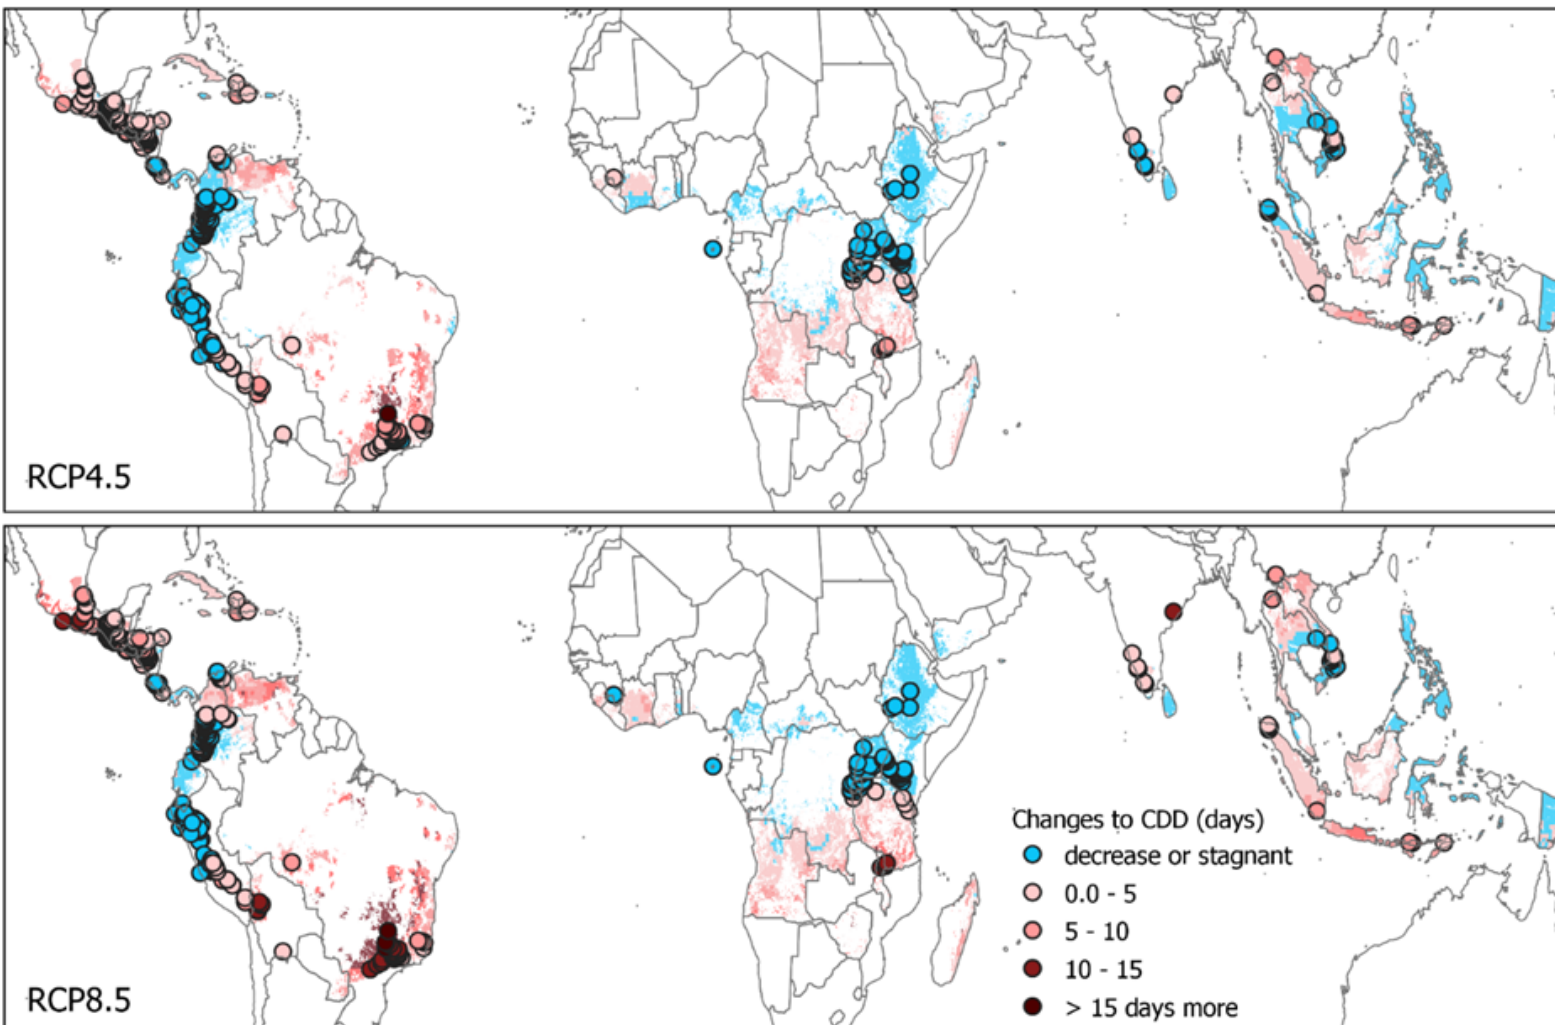 RCP4.5
Changes to CDD (days)
decrease or stagnant
0.0 - 5
5 - 10
10 - 15
> 15 days more
RCP8.5